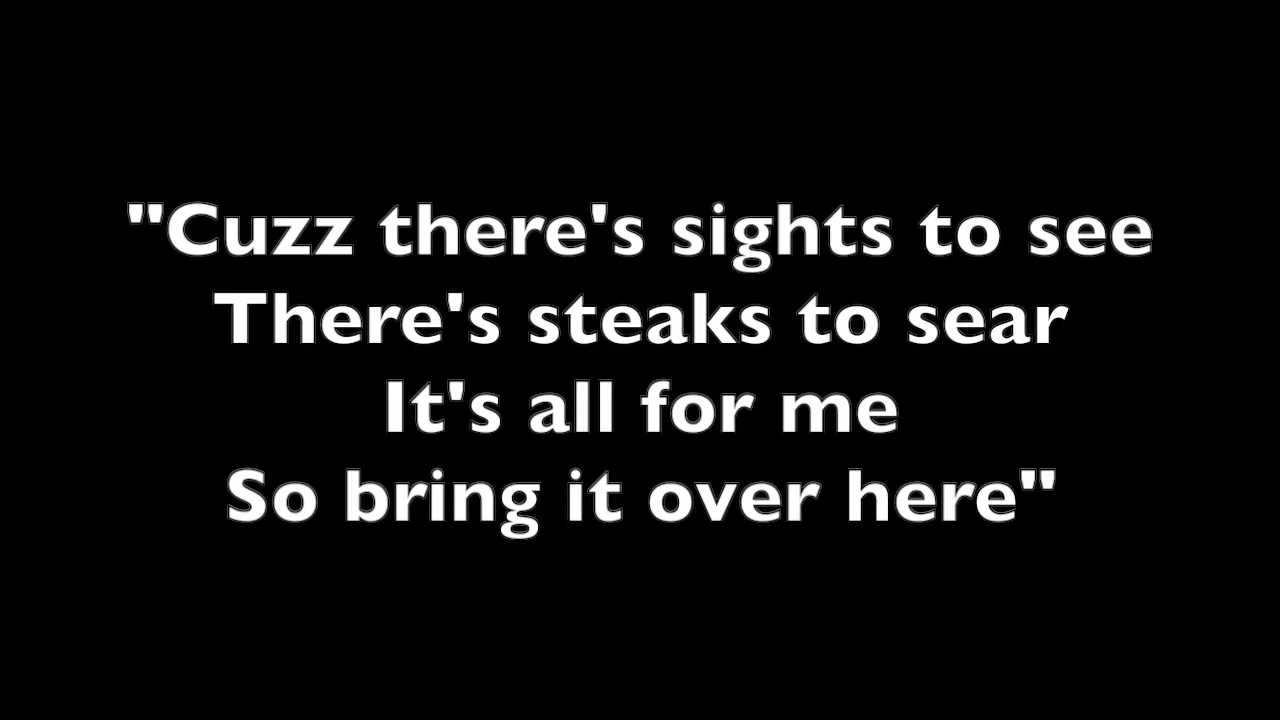 "Cuzz there's sights to see
There's steaks to sear
It's all for me
So bring it over here"